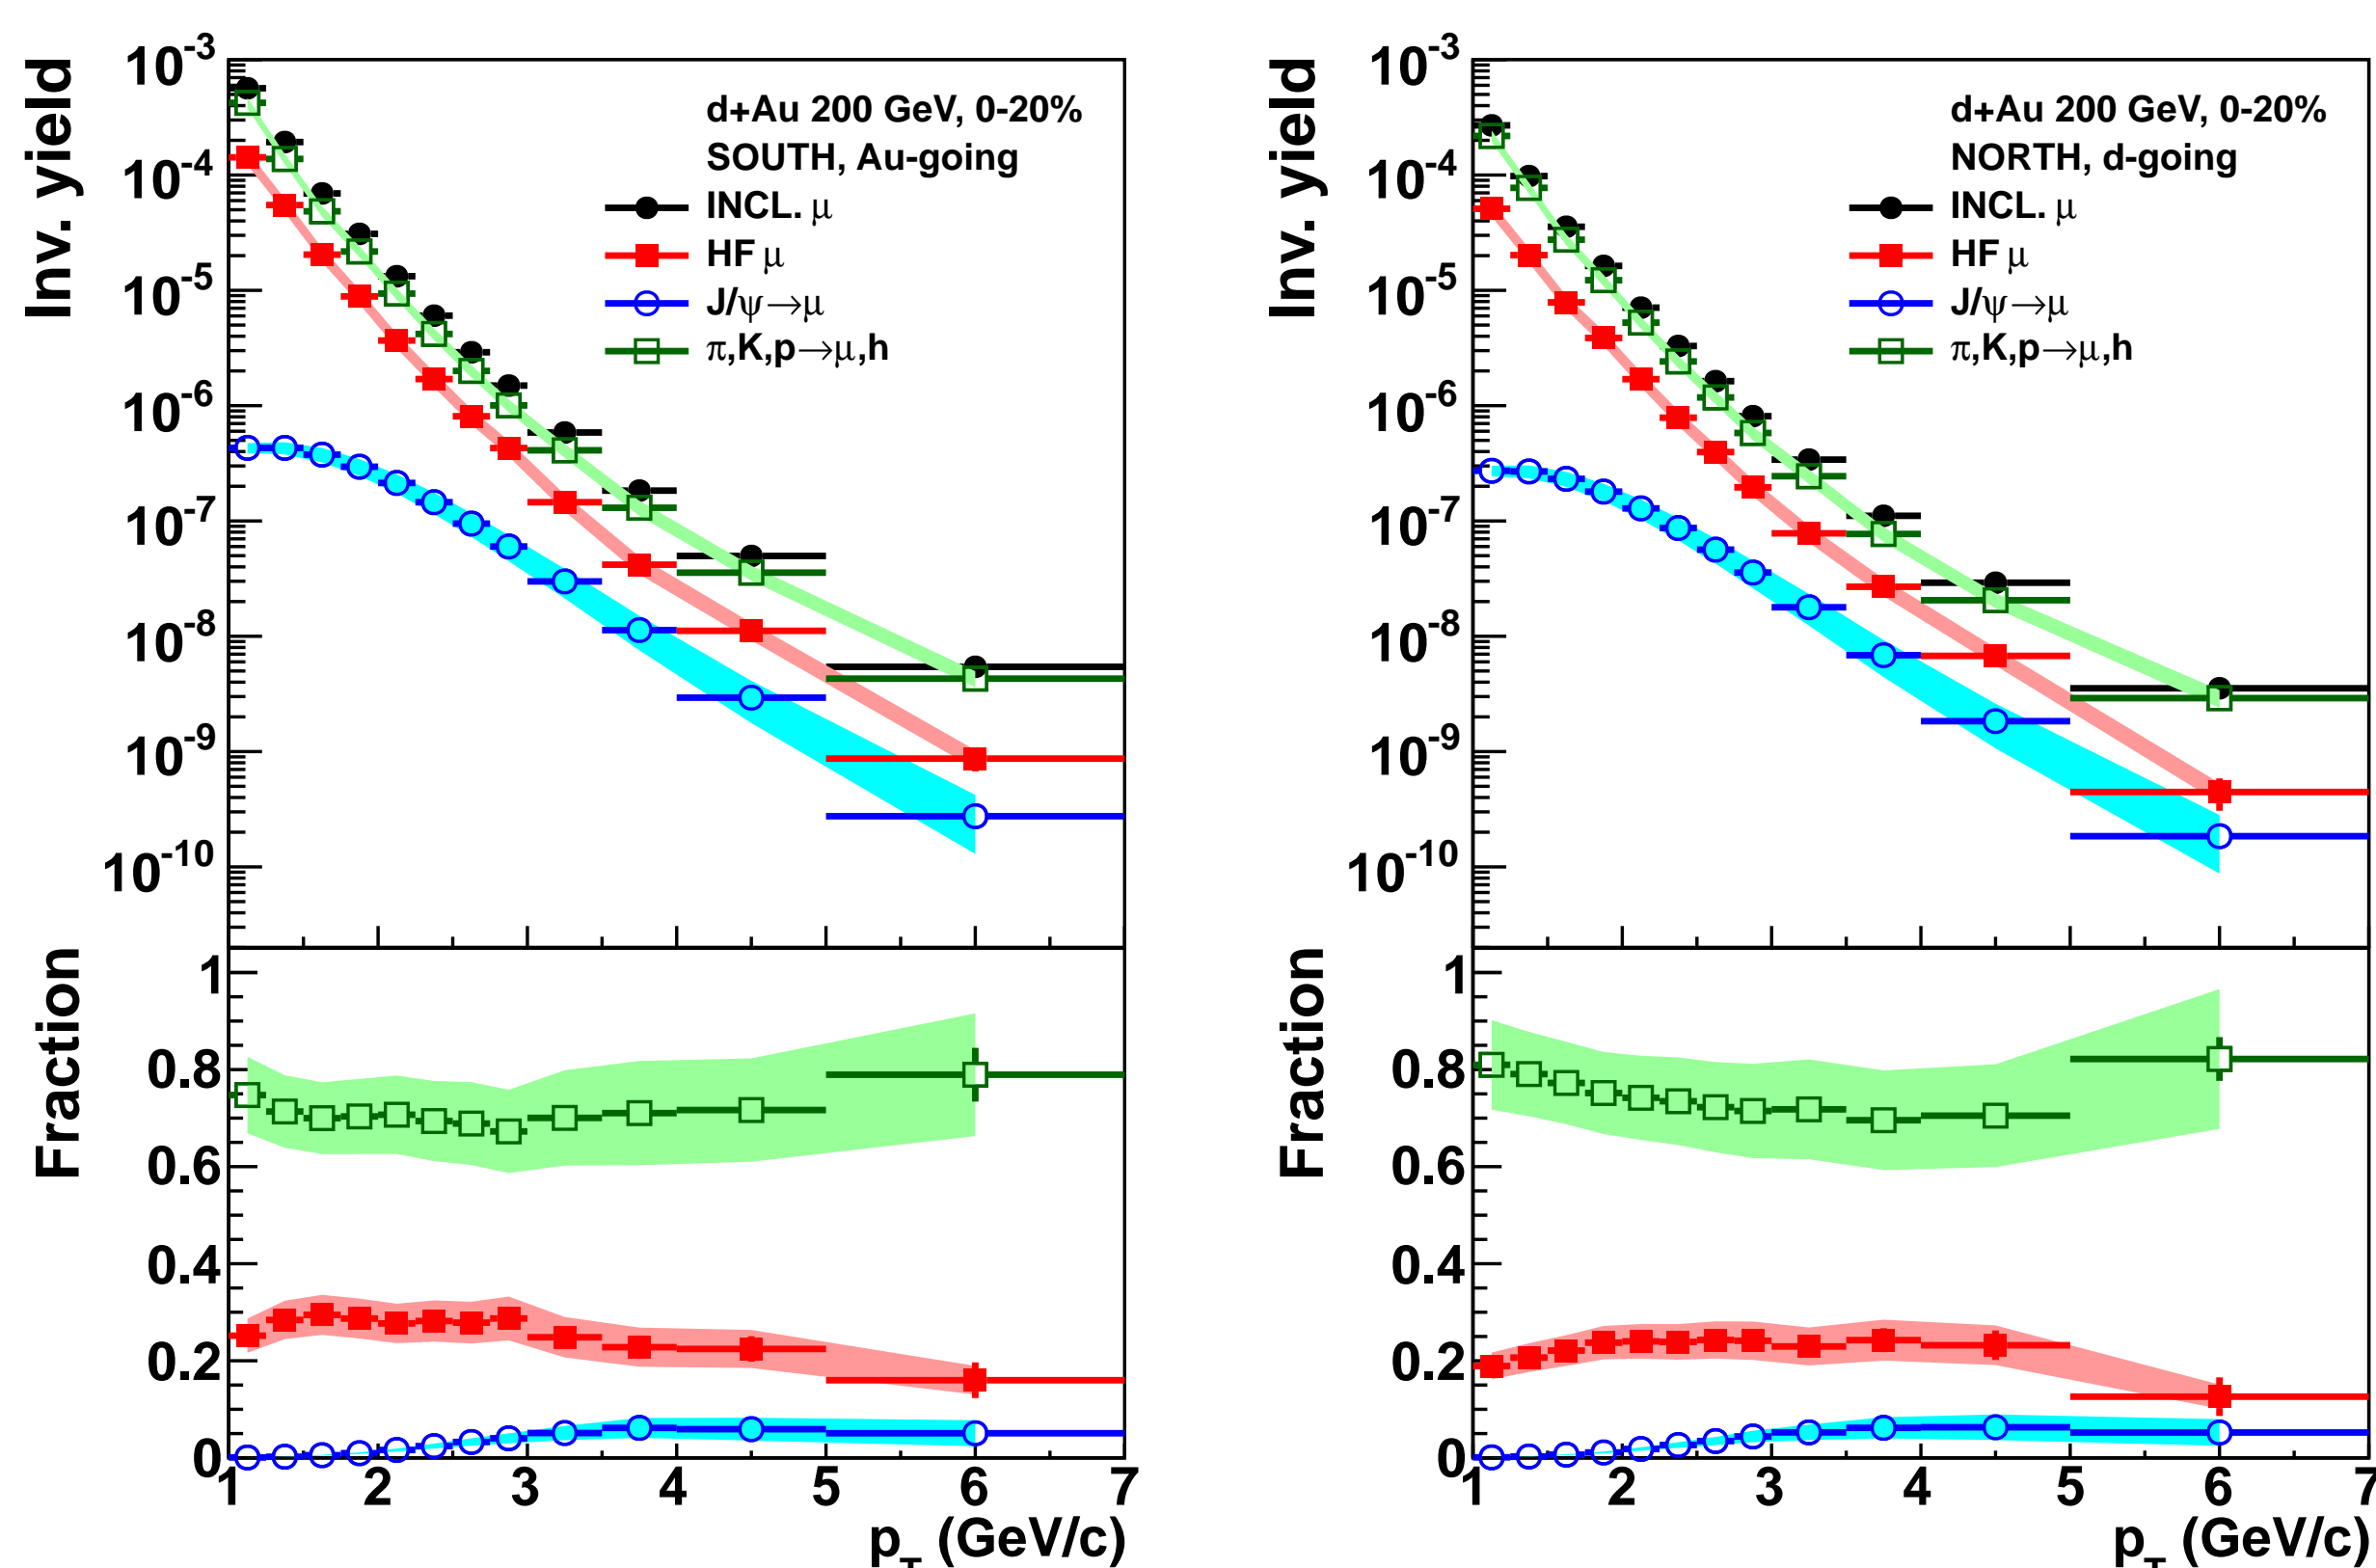 Inv. yield
10-3
10-4
10-5
10-6
10-7
10-8
10-9
10-10
d+Au 200 GeV, 0-20%
SOUTH, Au-going
INCL. μ
HF μ
J/ψ→μ
π,K,p→μ,h
Fraction
1
0.8
0.6
0.4
0.2
0
1 2 3 4 5 6 7
pT (GeV/c)
Inv. yield
10-3
10-4
10-5
10-6
10-7
10-8
10-9
10-10
d+Au 200 GeV, 0-20%
NORTH, d-going
INCL. μ
HF μ
J/ψ→μ
π,K,p→μ,h
Fraction
1
0.8
0.6
0.4
0.2
0
1 2 3 4 5 6 7
pT (GeV/c)